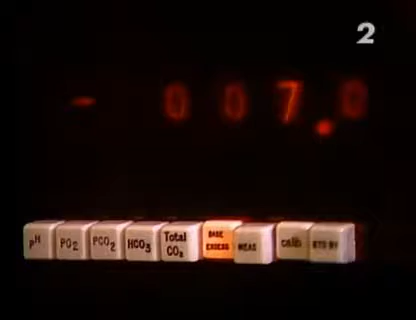 2
- 007.0
pH PO2 PCO2 HCO3 Total CO2 BASE EXCESS MEAS calib STD BY